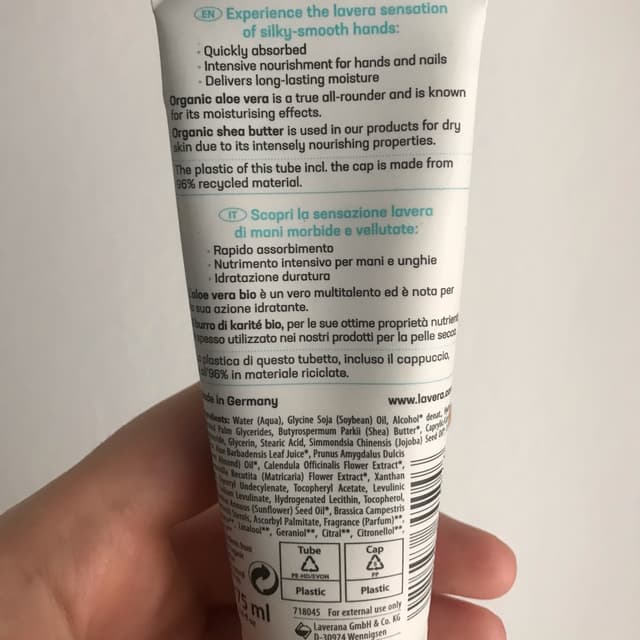 EN Experience the lavera sensation
of silky-smooth hands:
• Quickly absorbed
• Intensive nourishment for hands and nails
• Delivers long-lasting moisture
Organic aloe vera is a true all-rounder and is known
for its moisturising effects.
Organic shea butter is used in our products for dry
skin due to its intensely nourishing properties.
The plastic of this tube incl. the cap is made from
96% recycled material.
IT Scopri la sensazione lavera
di mani morbide e vellutate:
• Rapido assorbimento
• Nutrimento intensivo per mani e unghie
• Idratazione duratura
aloe vera bio è un vero multitalento ed è nota per
sua azione idratante.
burro di karité bio, per le sue ottime proprietà
spesso utilizzato nei nostri prodotti per la pelle secca
plastica di questo tubetto, incluso il cappuccio,
all'96% in materiale riciclate.
in Germany www.lavera.
Water (Aqua), Glycine Soja (Soybean) Oil, Alcohol* denat.,
Palm Glycerides, Butyrospermum Parkii (Shea) Butter*,
Glycerin, Stearic Acid, Simmondsia Chinensis (Jojoba) Seed Oil*,
Barbadensis Leaf Juice*, Prunus Amygdalus Dulcis
Oil*, Calendula Officinalis Flower Extract*,
Recutita (Matricaria) Flower Extract*, Xanthan
Undecylenate, Tocopheryl Acetate, Levulinic
Levulinate, Hydrogenated Lecithin, Tocopherol,
(Sunflower) Seed Oil*, Brassica Campestris
Sterols, Ascorbyl Palmitate, Fragrance (Parfum)**,
Linalool**, Geraniol**, Citral**, Citronellol**,
Tube Cap
PE-HD/EVOH PP
Plastic Plastic
75 ml
718045 For external use only
Laverana GmbH & Co. KG
D-30974 Wennigsen